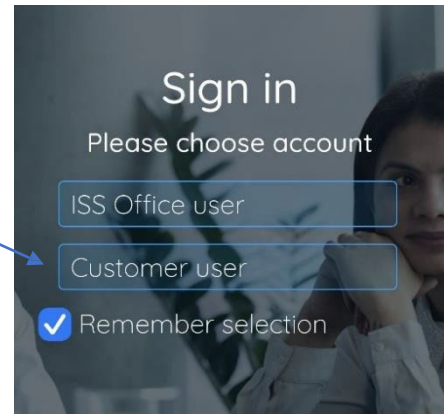 Sign in
Please choose account
ISS Office user
Customer user
Remember selection